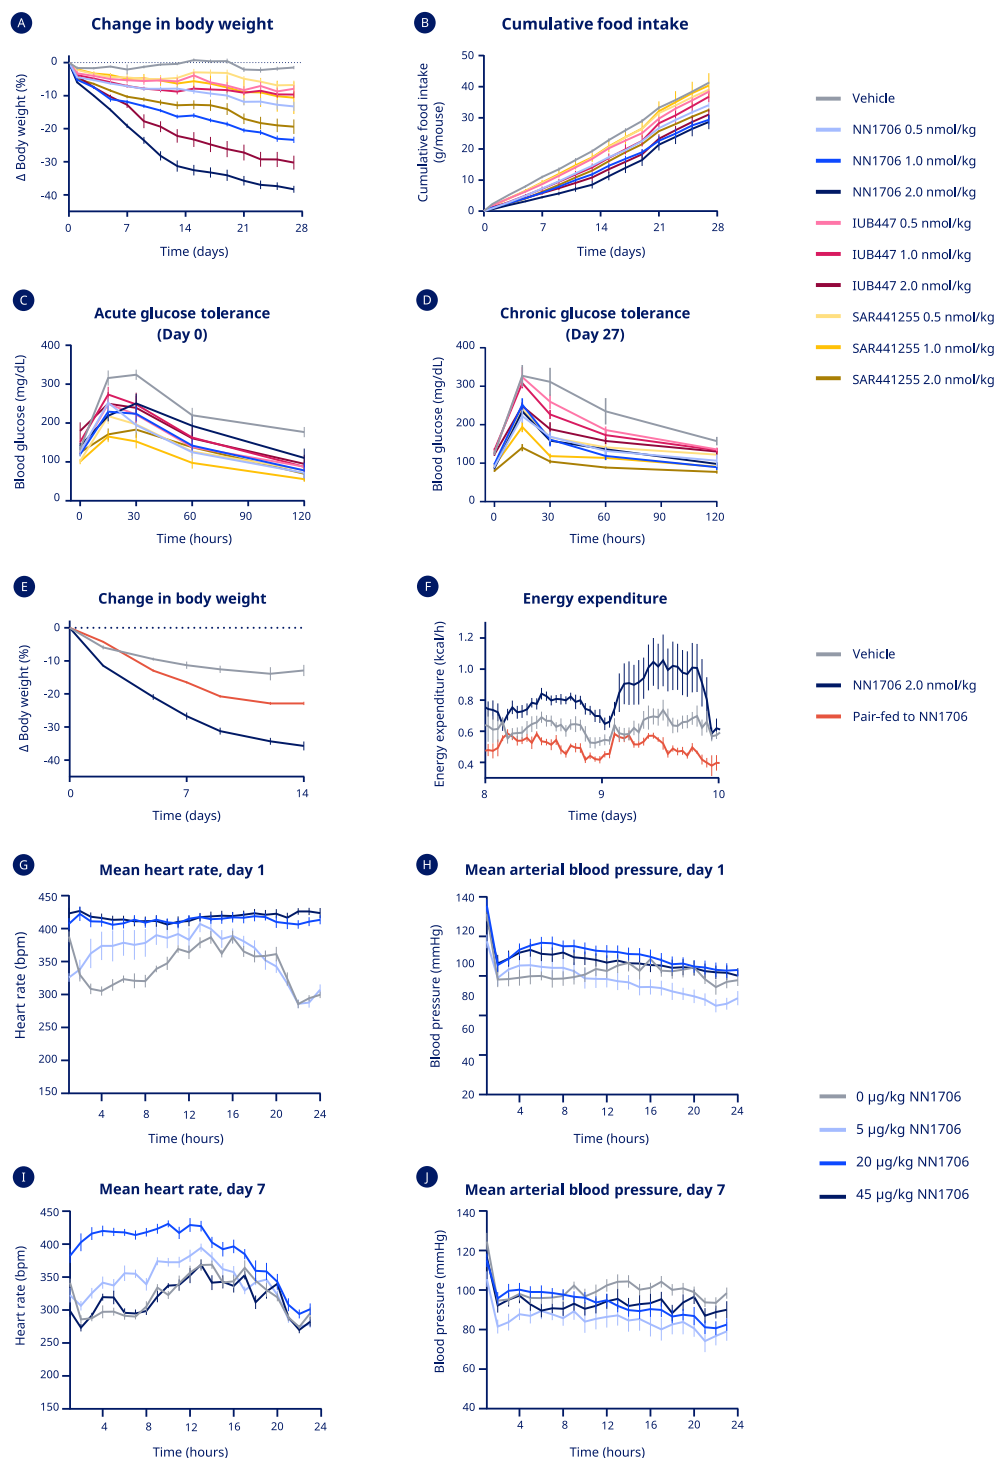 A
Change in body weight
0
-10
-20
-30
-40
Δ Body weight (%)
0
7
14
21
28
Time (days)
B
Cumulative food intake
50
40
30
20
10
0
Cumulative food intake
(g/mouse)
0
7
14
21
28
Time (days)
Vehicle
NN1706 0.5 nmol/kg
NN1706 1.0 nmol/kg
NN1706 2.0 nmol/kg
IUB447 0.5 nmol/kg
IUB447 1.0 nmol/kg
IUB447 2.0 nmol/kg
SAR441255 0.5 nmol/kg
SAR441255 1.0 nmol/kg
SAR441255 2.0 nmol/kg
C
Acute glucose tolerance
(Day 0)
400
300
200
100
0
Blood glucose (mg/dL)
0
30
60
90
120
Time (hours)
D
Chronic glucose tolerance
(Day 27)
400
300
200
100
0
Blood glucose (mg/dL)
0
30
60
90
120
Time (hours)
E
Change in body weight
0
-10
-20
-30
-40
Δ Body weight (%)
0
7
14
Time (days)
F
Energy expenditure
1.2
1.0
0.8
0.6
0.4
Energy expenditure (kcal/h)
8
9
10
Time (days)
Vehicle
NN1706 2.0 nmol/kg
Pair-fed to NN1706
G
Mean heart rate, day 1
450
400
350
300
250
200
150
Heart rate (bpm)
4
8
12
16
20
24
Time (hours)
H
Mean arterial blood pressure, day 1
140
120
100
80
60
40
20
Blood pressure (mmHg)
4
8
12
16
20
24
Time (hours)
0 µg/kg NN1706
5 µg/kg NN1706
20 µg/kg NN1706
45 µg/kg NN1706
I
Mean heart rate, day 7
450
400
350
300
250
200
150
Heart rate (bpm)
4
8
12
16
20
24
Time (hours)
J
Mean arterial blood pressure, day 7
140
120
100
80
60
40
Blood pressure (mmHg)
4
8
12
16
20
24
Time (hours)